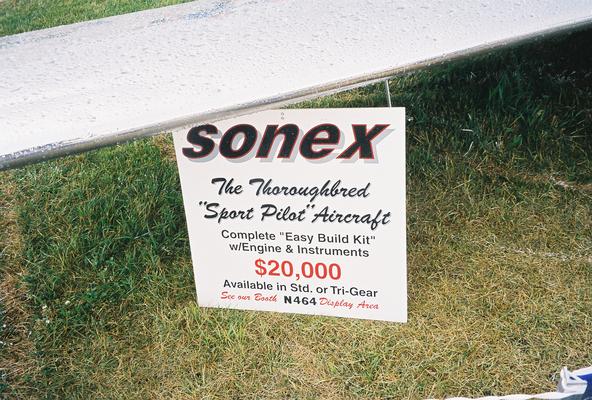 sonex
The Thoroughbred
"Sport Pilot" Aircraft
Complete "Easy Build Kit"
w/Engine & Instruments
$20,000
Available in Std. or Tri-Gear
See our Booth N464 Display Area